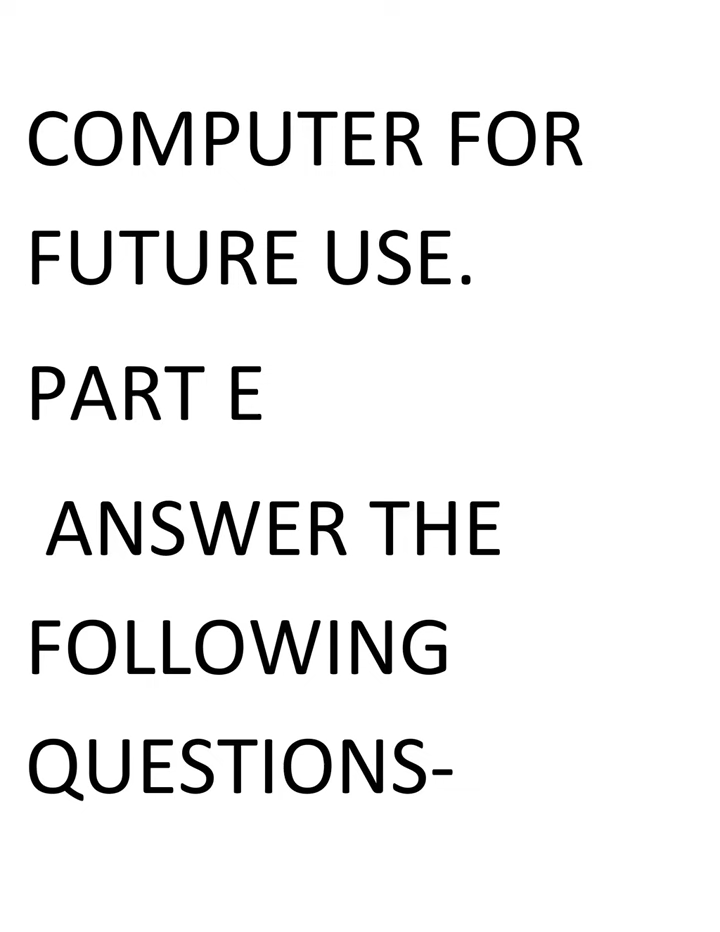 COMPUTER FOR
FUTURE USE.
PART E
ANSWER THE
FOLLOWING
QUESTIONS-